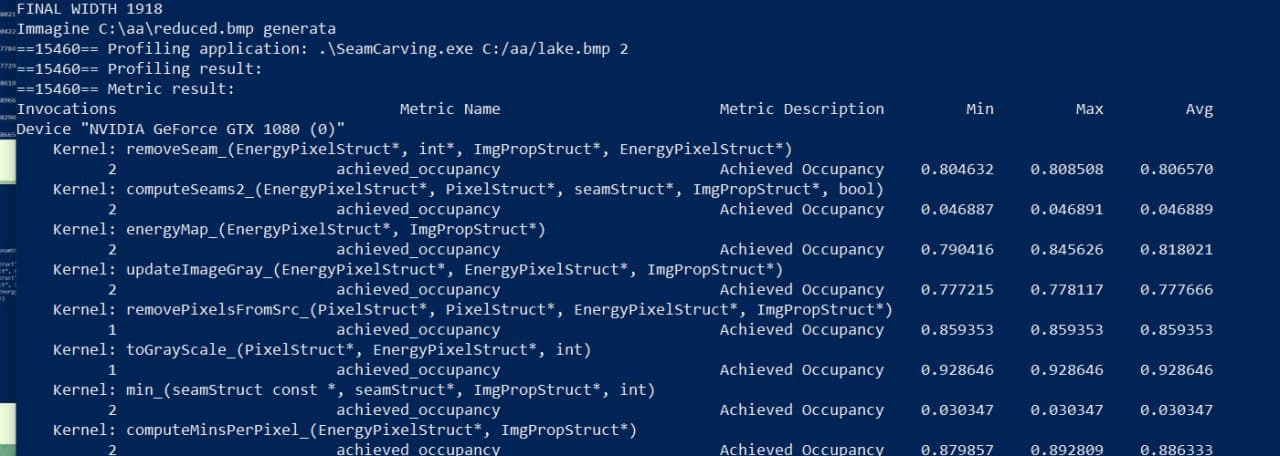 FINAL WIDTH 1918
Immagine C:\aa\reduced.bmp generata
==15460== Profiling application: .\SeamCarving.exe C:/aa/lake.bmp 2
==15460== Profiling result:
==15460== Metric result:
Invocations Metric Name Metric Description Min Max Avg
Device "NVIDIA GeForce GTX 1080 (0)"
Kernel: removeSeam_(EnergyPixelStruct*, int*, ImgPropStruct*, EnergyPixelStruct*)
2 achieved_occupancy Achieved Occupancy 0.804632 0.808508 0.806570
Kernel: computeSeams2_(EnergyPixelStruct*, PixelStruct*, seamStruct*, ImgPropStruct*, bool)
2 achieved_occupancy Achieved Occupancy 0.046887 0.046891 0.046889
Kernel: energyMap_(EnergyPixelStruct*, ImgPropStruct*)
2 achieved_occupancy Achieved Occupancy 0.790416 0.845626 0.818021
Kernel: updateImageGray_(EnergyPixelStruct*, EnergyPixelStruct*, ImgPropStruct*)
2 achieved_occupancy Achieved Occupancy 0.777215 0.778117 0.777666
Kernel: removePixelsFromSrc_(PixelStruct*, PixelStruct*, EnergyPixelStruct*, ImgPropStruct*)
1 achieved_occupancy Achieved Occupancy 0.859353 0.859353 0.859353
Kernel: toGrayScale_(PixelStruct*, EnergyPixelStruct*, int)
1 achieved_occupancy Achieved Occupancy 0.928646 0.928646 0.928646
Kernel: min_(seamStruct const *, seamStruct*, ImgPropStruct*, int)
2 achieved_occupancy Achieved Occupancy 0.030347 0.030347 0.030347
Kernel: computeMinsPerPixel_(EnergyPixelStruct*, ImgPropStruct*)
2 achieved_occupancy Achieved Occupancy 0.879857 0.892809 0.886333